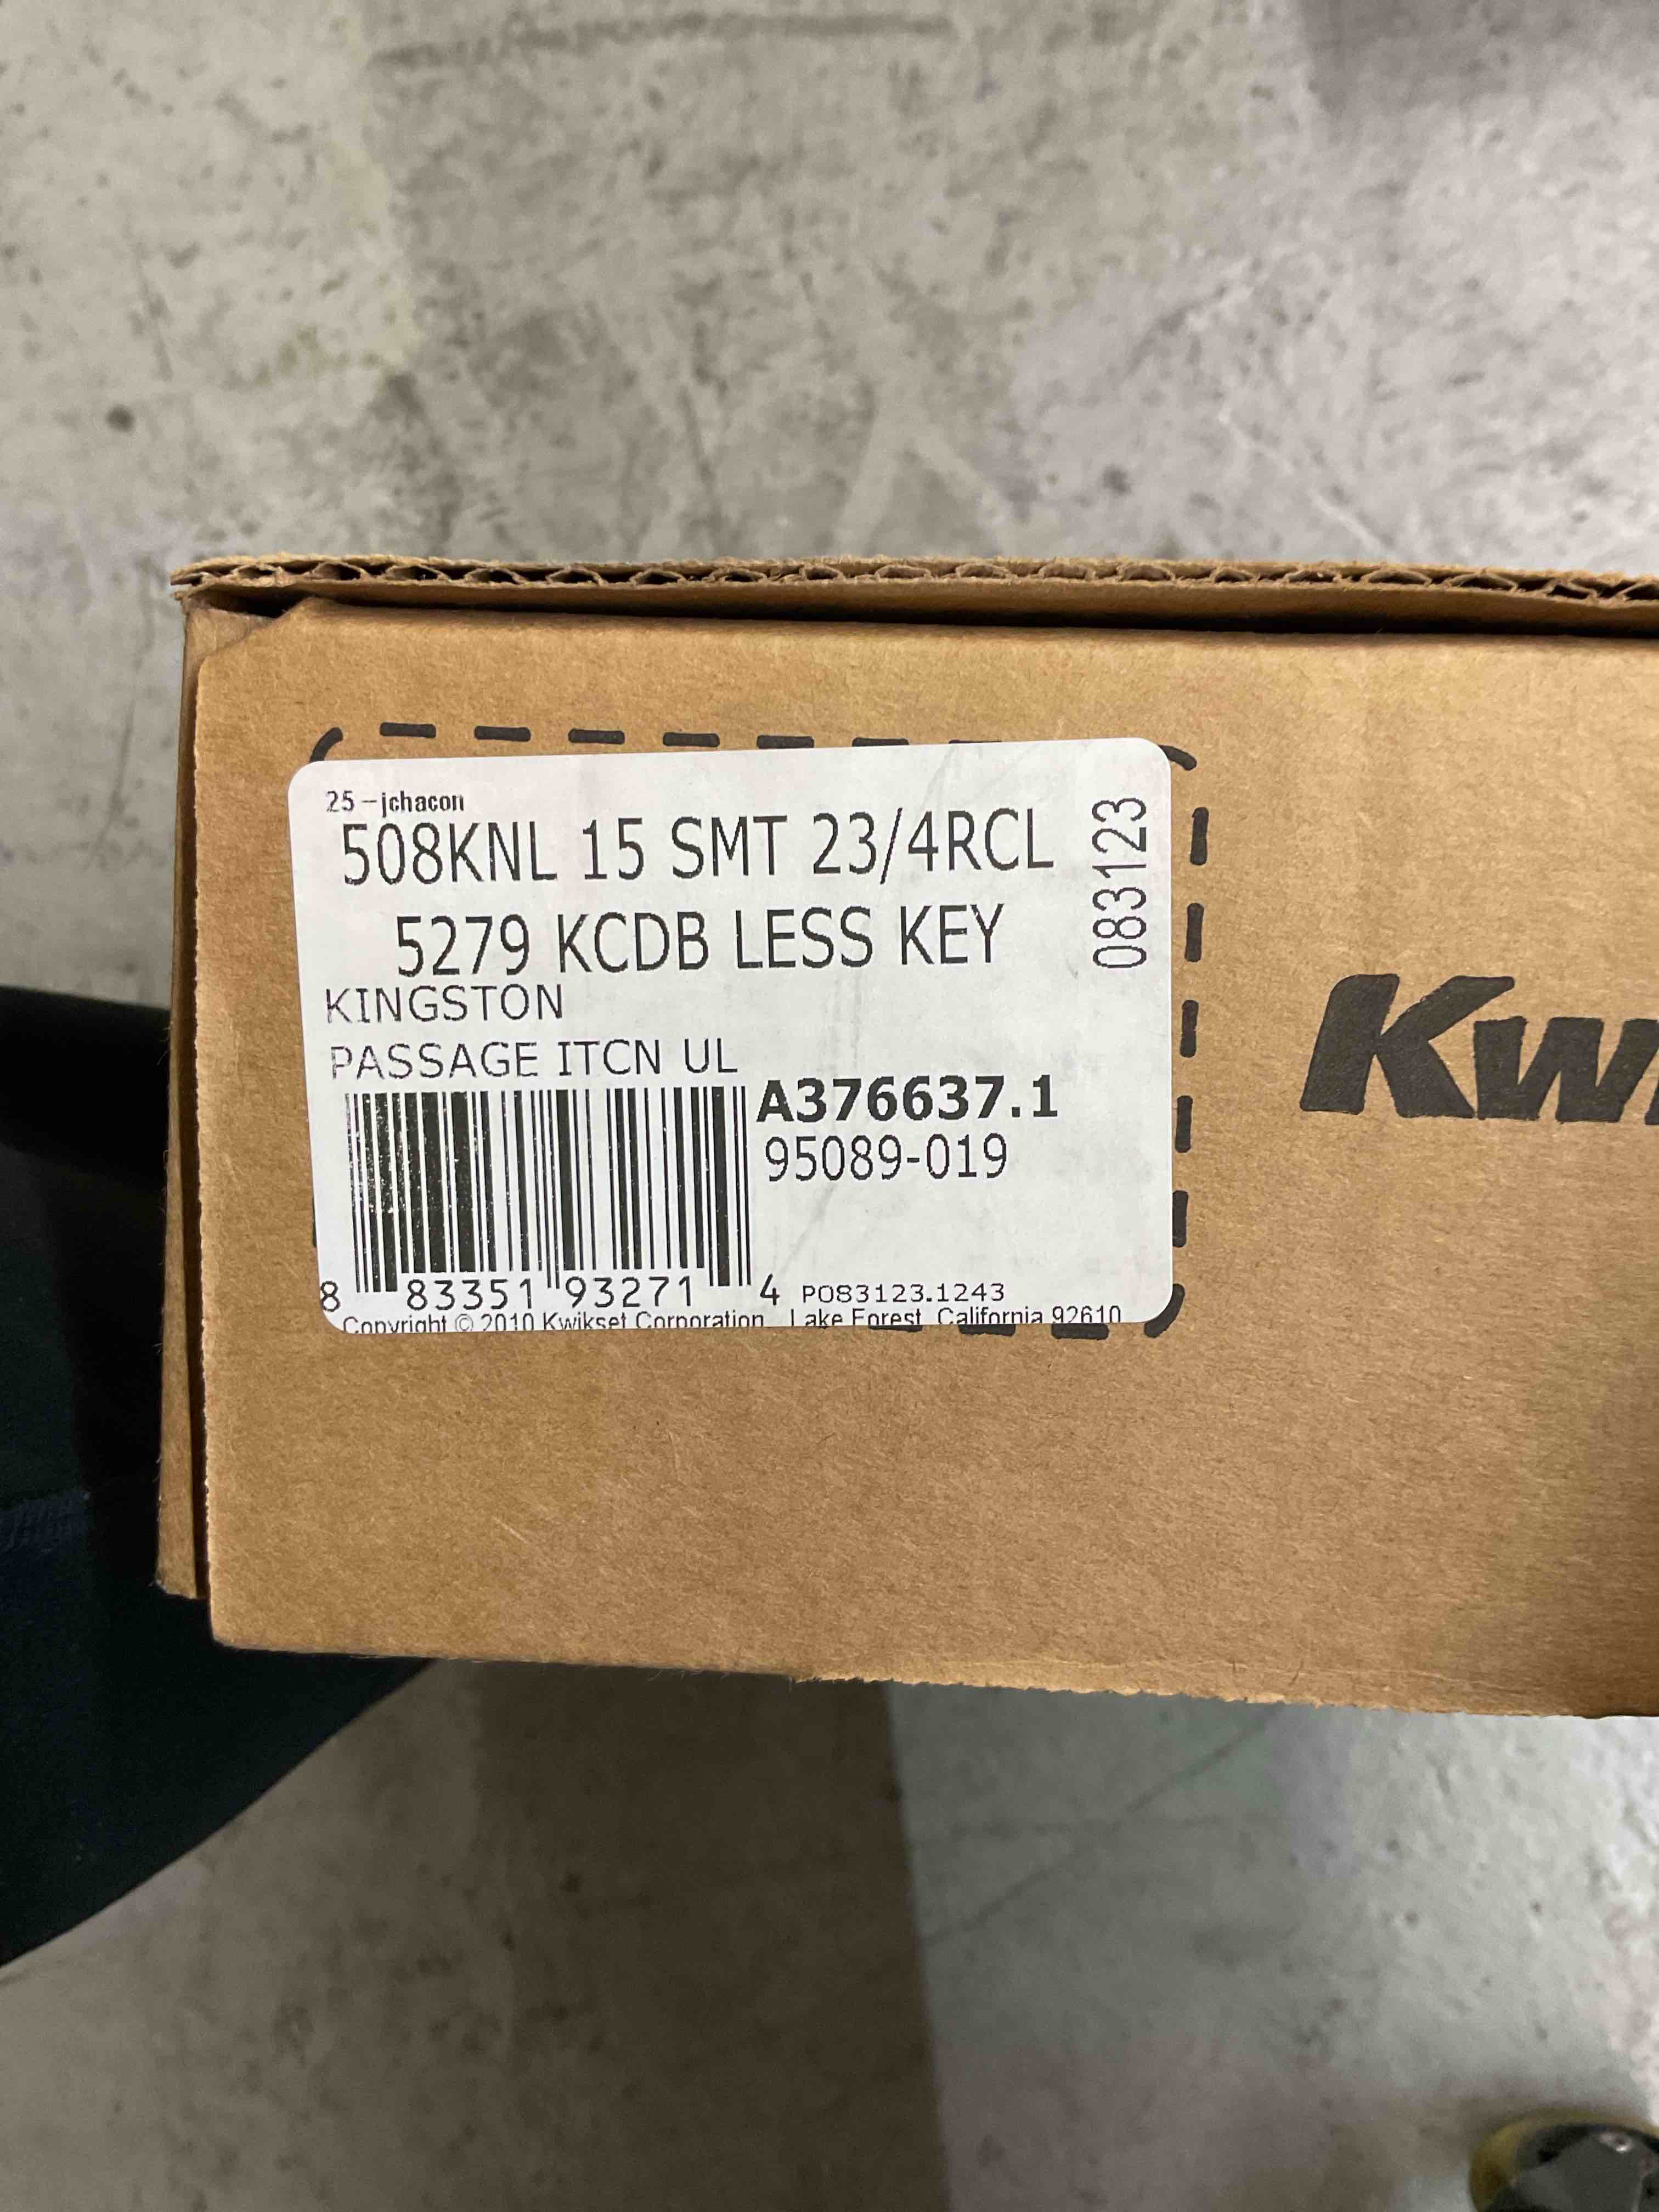 25-jchacon
508KNL 15 SMT 23/4RCL
5279 KCDB LESS KEY
083123
KINGSTON
PASSAGE ITCN UL
A376637.1
95089-019
8 83351 93271 4
P083123.1243
Copyright © 2010 Kwikset Corporation Lake Forest, California 92610
Kw